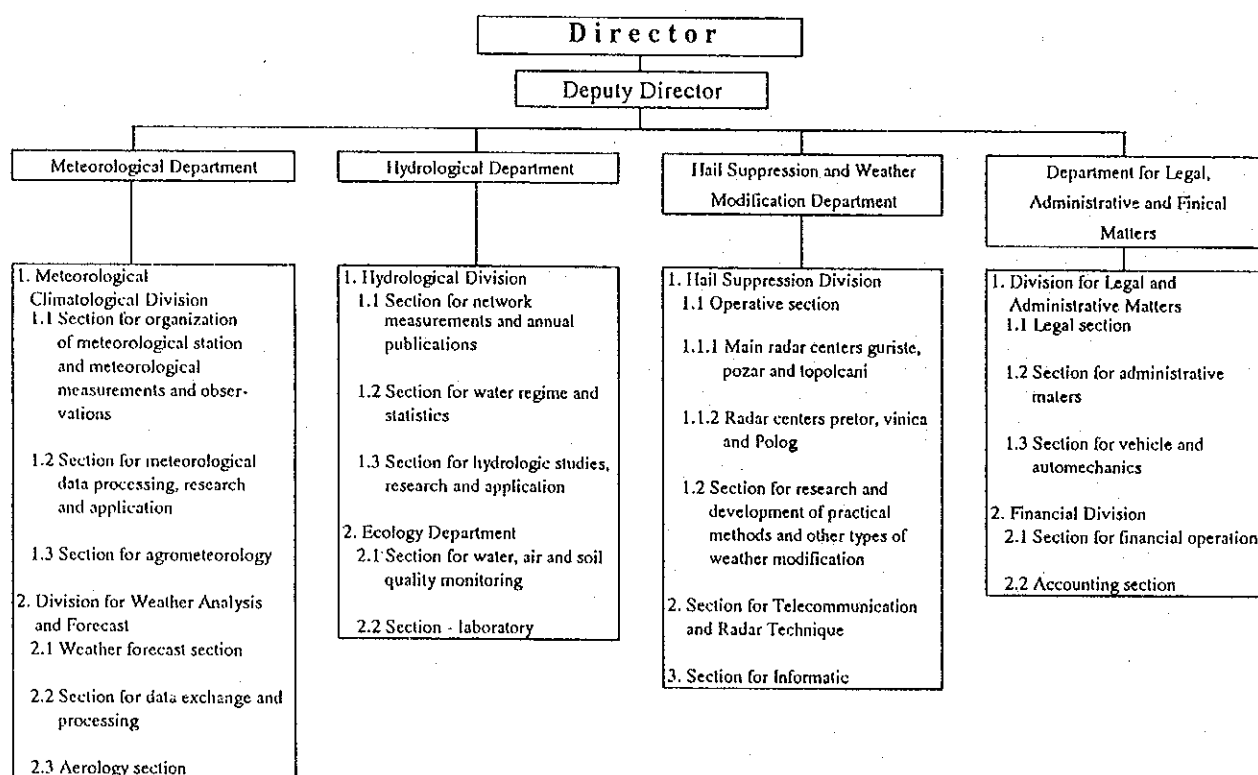 Director
Deputy Director
Meteorological Department
Hydrological Department
Hail Suppression and Weather
Modification Department
Department for Legal,
Administrative and Finical
Matters
1. Meteorological
Climatological Division
1.1 Section for organization
of meteorological station
and meteorological
measurements and obser-
vations
1.2 Section for meteorological
data processing, research
and application
1.3 Section for agrometeorology
2. Division for Weather Analysis
and Forecast
2.1 Weather forecast section
2.2 Section for data exchange and
processing
2.3 Aerology section
1. Hydrological Division
1.1 Section for network
measurements and annual
publications
1.2 Section for water regime and
statistics
1.3 Section for hydrologic studies,
research and application
2. Ecology Department
2.1 Section for water, air and soil
quality monitoring
2.2 Section - laboratory
1. Hail Suppression Division
1.1 Operative section
1.1.1 Main radar centers guriste,
pozar and topolcani
1.1.2 Radar centers pretor, vinica
and Polog
1.2 Section for research and
development of practical
methods and other types of
weather modification
2. Section for Telecommunication
and Radar Technique
3. Section for Informatic
1. Division for Legal and
Administrative Matters
1.1 Legal section
1.2 Section for administrative
maters
1.3 Section for vehicle and
automechanics
2. Financial Division
2.1 Section for financial operation
2.2 Accounting section